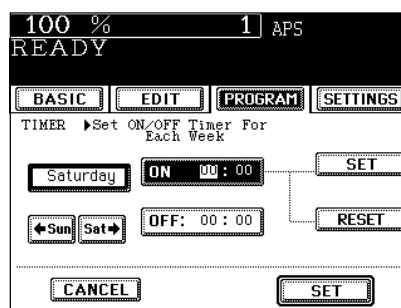 100 % 1 APS
READY
BASIC EDIT PROGRAM SETTINGS
TIMER ▶Set ON/OFF Timer For
Each Week
Saturday ON 00:00 SET
←Sun Sat→ OFF: 00:00 RESET
CANCEL SET